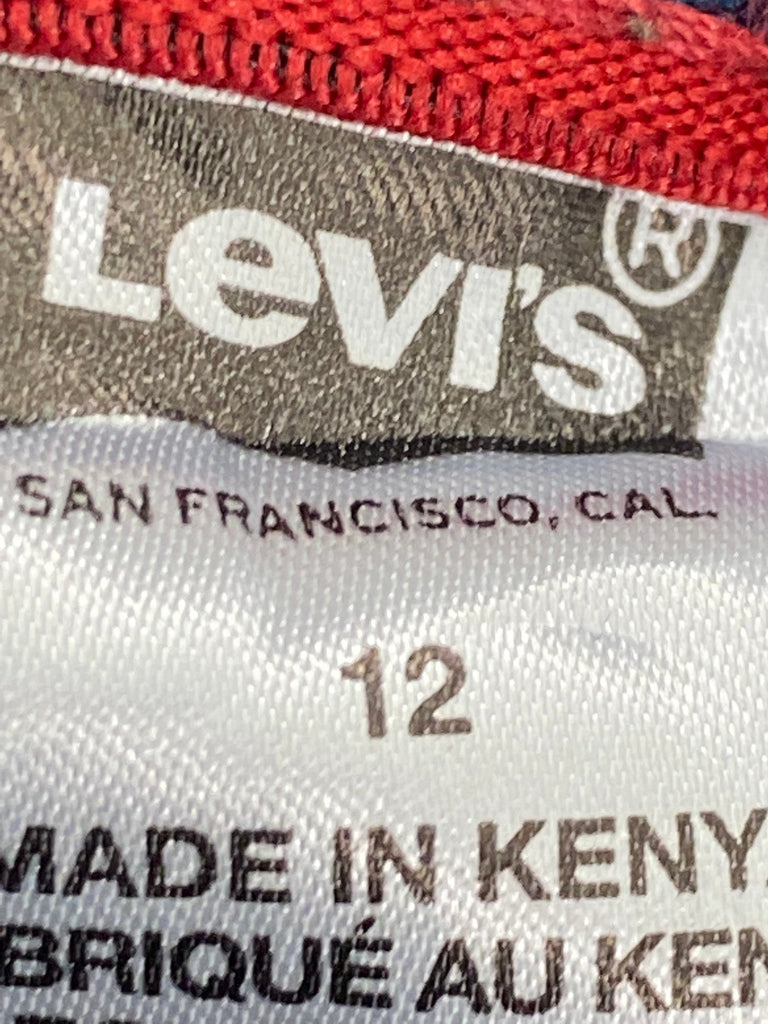 Levi's®
SAN FRANCISCO, CAL.
12
MADE IN KENY
BRIQUÉ AU KEN